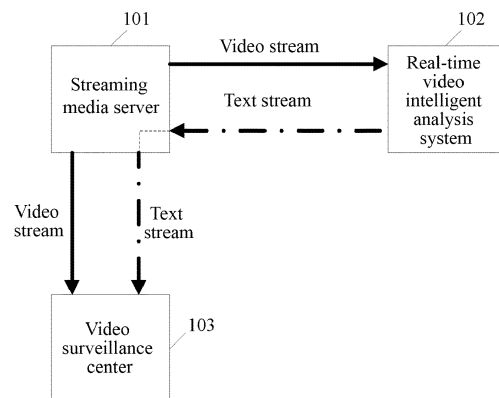 101
102
Video stream
Streaming
media server
Real-time
video
intelligent
analysis
system
Text stream
Video
stream
Text
stream
Video
surveillance
center
103